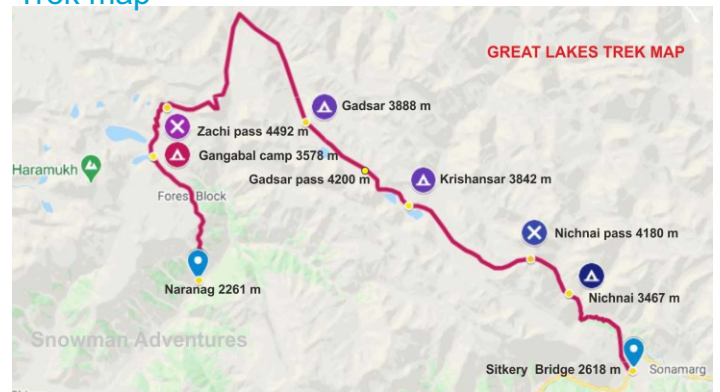 Trek map
GREAT LAKES TREK MAP
Gadsar 3888 m
Zachi pass 4492 m
Gangabal camp 3578 m
Haramukh
Gadsar pass 4200 m
Krishansar 3842 m
Forest Block
Nichnai pass 4180 m
Naranag 2261 m
Nichnai 3467 m
Snowman Adventures
Sitkery Bridge 2618 m
Sonamarg